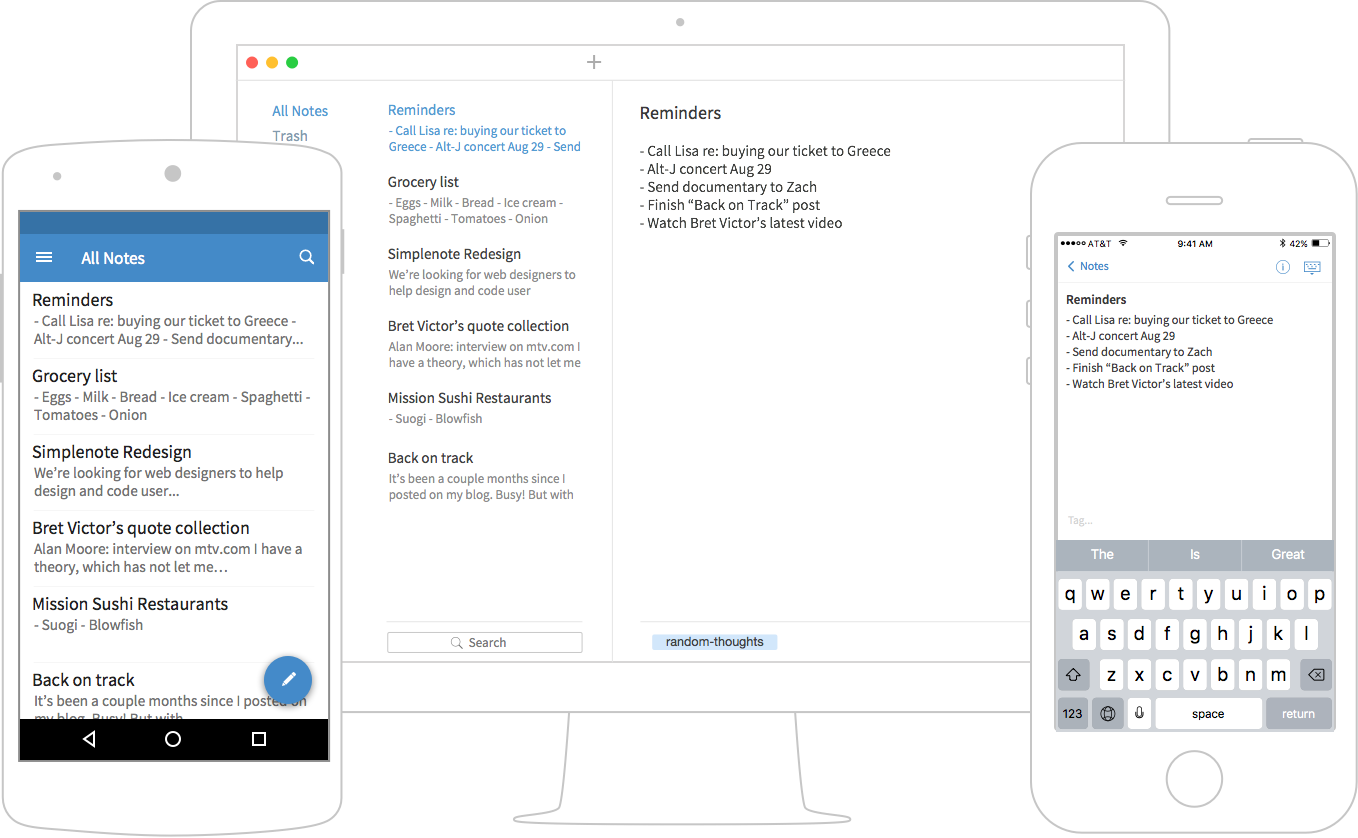 All Notes
Trash
Reminders
- Call Lisa re: buying our ticket to
Greece - Alt-J concert Aug 29 - Send
Grocery list
- Eggs - Milk - Bread - Ice cream -
Spaghetti - Tomatoes - Onion
Simplenote Redesign
We're looking for web designers to
help design and code user
Bret Victor's quote collection
Alan Moore: interview on mtv.com I
have a theory, which has not let me
Mission Sushi Restaurants
- Suogi - Blowfish
Back on track
It's been a couple months since I
posted on my blog. Busy! But with
Search
Reminders
- Call Lisa re: buying our ticket to Greece
- Alt-J concert Aug 29
- Send documentary to Zach
- Finish “Back on Track” post
- Watch Bret Victor's latest video
random-thoughts
All Notes
Reminders
- Call Lisa re: buying our ticket to Greece -
Alt-J concert Aug 29 - Send documentary...
Grocery list
- Eggs - Milk - Bread - Ice cream - Spaghetti -
Tomatoes - Onion
Simplenote Redesign
We're looking for web designers to help
design and code user...
Bret Victor's quote collection
Alan Moore: interview on mtv.com I have a
theory, which has not let me...
Mission Sushi Restaurants
- Suogi - Blowfish
Back on track
It's been a couple months since I posted on
my blog. Busy! But with
AT&T 9:41 AM 42%
Notes
Reminders
- Call Lisa re: buying our ticket to Greece
- Alt-J concert Aug 29
- Send documentary to Zach
- Finish “Back on Track” post
- Watch Bret Victor's latest video
Tag...
The Is Great
q w e r t y u i o p
a s d f g h j k l
z x c v b n m
123 space return